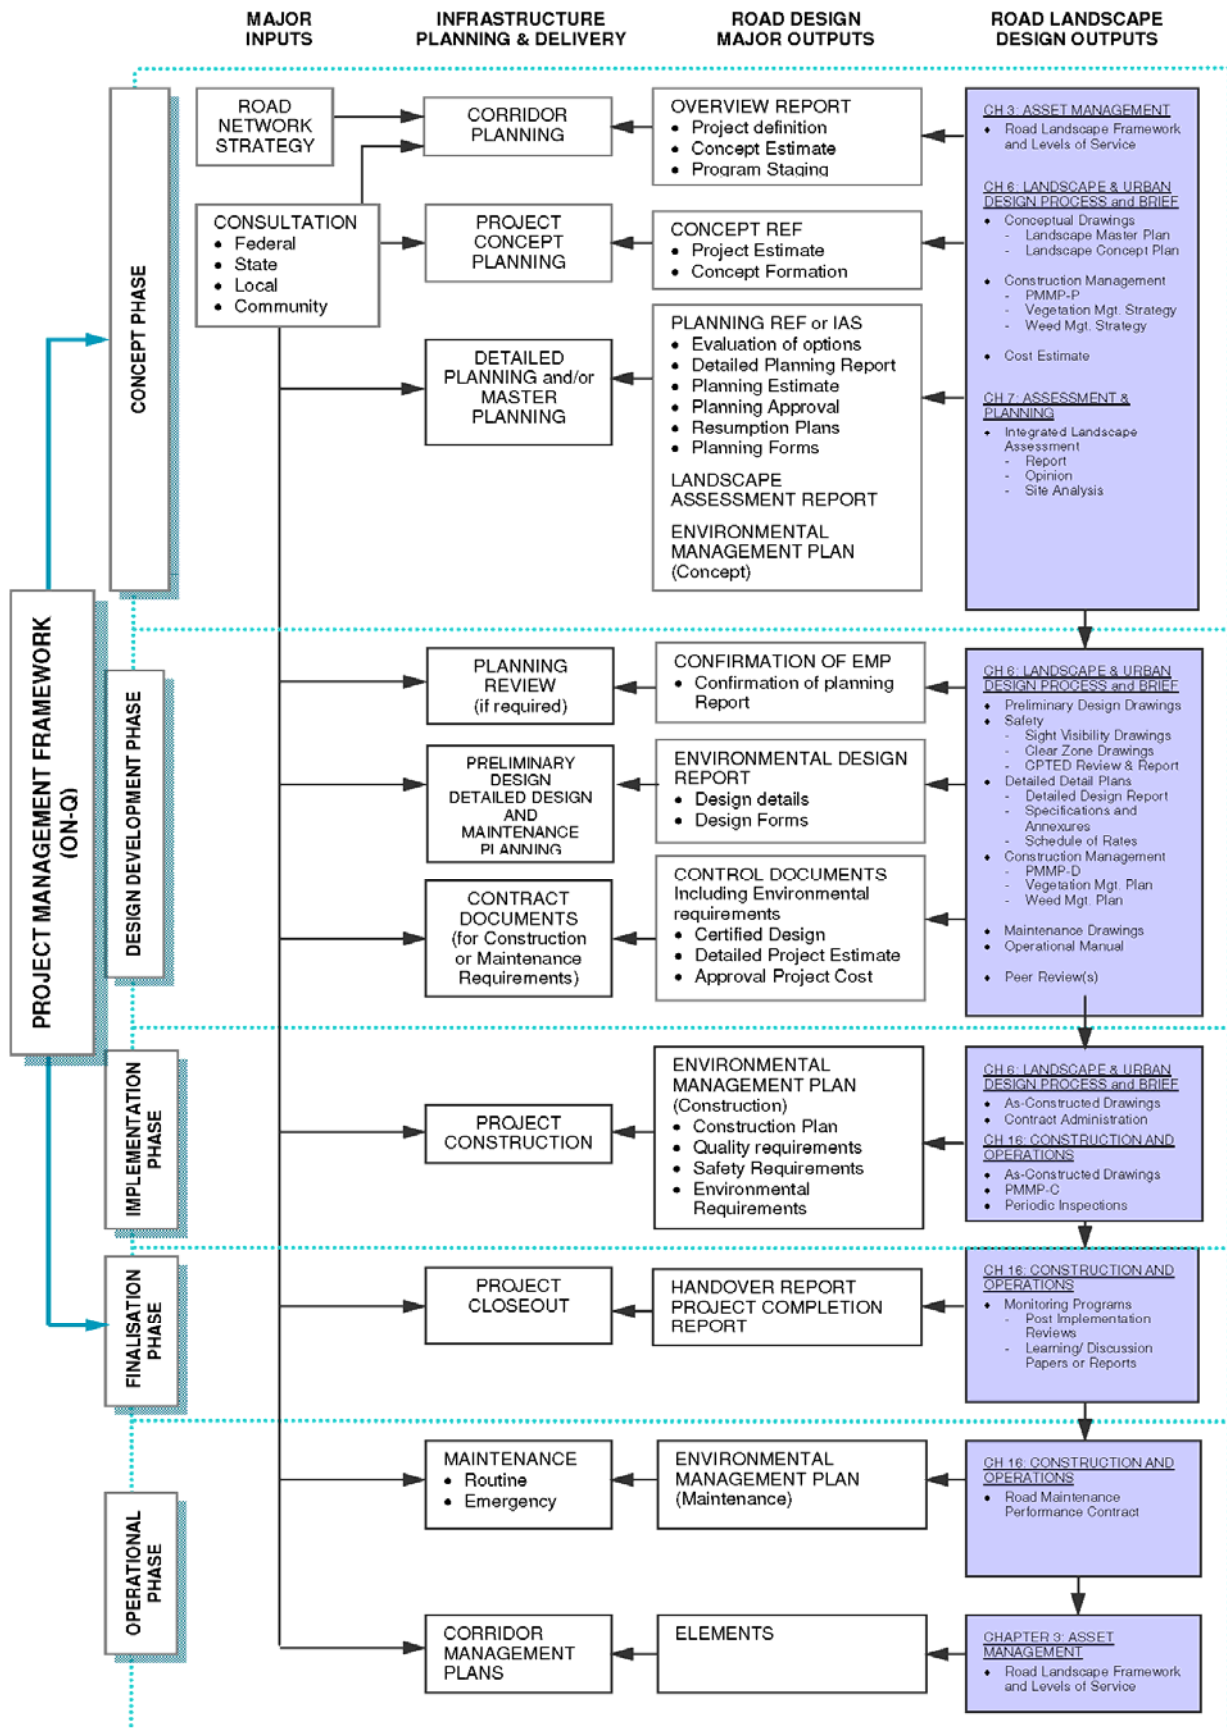 MAJOR
INPUTS
INFRASTRUCTURE
PLANNING & DELIVERY
ROAD DESIGN
MAJOR OUTPUTS
ROAD LANDSCAPE
DESIGN OUTPUTS
PROJECT MANAGEMENT FRAMEWORK
(ON-Q)
CONCEPT PHASE
ROAD
NETWORK
STRATEGY
CONSULTATION
• Federal
• State
• Local
• Community
CORRIDOR
PLANNING
PROJECT
CONCEPT
PLANNING
DETAILED
PLANNING and/or
MASTER
PLANNING
OVERVIEW REPORT
• Project definition
• Concept Estimate
• Program Staging
CONCEPT REF
• Project Estimate
• Concept Formation
PLANNING REF or IAS
• Evaluation of options
• Detailed Planning Report
• Planning Estimate
• Planning Approval
• Resumption Plans
• Planning Forms
LANDSCAPE
ASSESSMENT REPORT
ENVIRONMENTAL
MANAGEMENT PLAN
(Concept)
CH 3: ASSET MANAGEMENT
♦ Road Landscape Framework
and Levels of Service
CH 6: LANDSCAPE & URBAN
DESIGN PROCESS and BRIEF
♦ Conceptual Drawings
- Landscape Master Plan
- Landscape Concept Plan
♦ Construction Management
- PMMP-P
- Vegetation Mgt. Strategy
- Weed Mgt. Strategy
♦ Cost Estimate
CH 7: ASSESSMENT &
PLANNING
♦ Integrated Landscape
Assessment
- Report
- Opinion
- Site Analysis
DESIGN DEVELOPMENT PHASE
PLANNING
REVIEW
(if required)
PRELIMINARY
DESIGN
DETAILED DESIGN
AND
MAINTENANCE
PLANNING
CONTRACT
DOCUMENTS
(for Construction
or Maintenance
Requirements)
CONFIRMATION OF EMP
• Confirmation of planning
Report
ENVIRONMENTAL DESIGN
REPORT
• Design details
• Design Forms
CONTROL DOCUMENTS
Including Environmental
requirements
• Certified Design
• Detailed Project Estimate
• Approval Project Cost
CH 6: LANDSCAPE & URBAN
DESIGN PROCESS and BRIEF
♦ Preliminary Design Drawings
♦ Safety
- Sight Visibility Drawings
- Clear Zone Drawings
- CPTED Review & Report
♦ Detailed Detail Plans
- Detailed Design Report
- Specifications and
Annexures
- Schedule of Rates
♦ Construction Management
- PMMP-D
- Vegetation Mgt. Plan
- Weed Mgt. Plan
♦ Maintenance Drawings
♦ Operational Manual
♦ Peer Review(s)
IMPLEMENTATION
PHASE
PROJECT
CONSTRUCTION
ENVIRONMENTAL
MANAGEMENT PLAN
(Construction)
• Construction Plan
• Quality requirements
• Safety Requirements
• Environmental
Requirements
CH 6: LANDSCAPE & URBAN
DESIGN PROCESS and BRIEF
♦ As-Constructed Drawings
♦ Contract Administration
CH 16: CONSTRUCTION AND
OPERATIONS
♦ As-Constructed Drawings
♦ PMMP-C
♦ Periodic Inspections
FINALISATION
PHASE
PROJECT
CLOSEOUT
HANDOVER REPORT
PROJECT COMPLETION
REPORT
CH 16: CONSTRUCTION AND
OPERATIONS
♦ Monitoring Programs
- Post Implementation
Reviews
- Learning/ Discussion
Papers or Reports
OPERATIONAL
PHASE
MAINTENANCE
• Routine
• Emergency
ENVIRONMENTAL
MANAGEMENT PLAN
(Maintenance)
CH 16: CONSTRUCTION AND
OPERATIONS
♦ Road Maintenance
Performance Contract
CORRIDOR
MANAGEMENT
PLANS
ELEMENTS
CHAPTER 3: ASSET
MANAGEMENT
♦ Road Landscape Framework
and Levels of Service